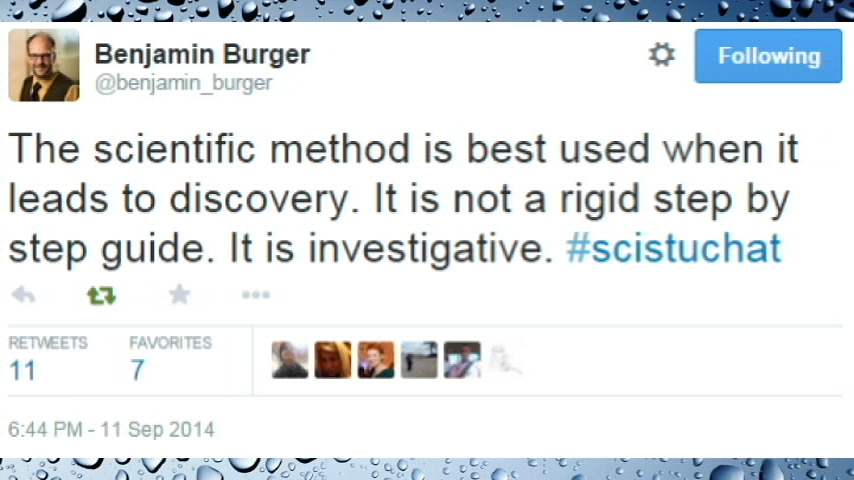 Benjamin Burger
@benjamin_burger
Following
The scientific method is best used when it
leads to discovery. It is not a rigid step by
step guide. It is investigative. #scistuchat
RETWEETS FAVORITES
11 7
6:44 PM - 11 Sep 2014